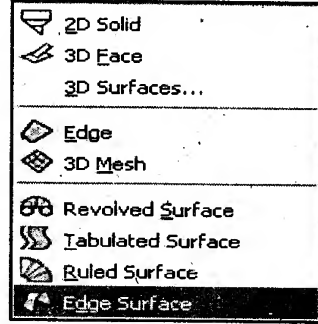 2D Solid
3D Face
3D Surfaces...
Edge
3D Mesh
Revolved Surface
Tabulated Surface
Ruled Surface
Edge Surface